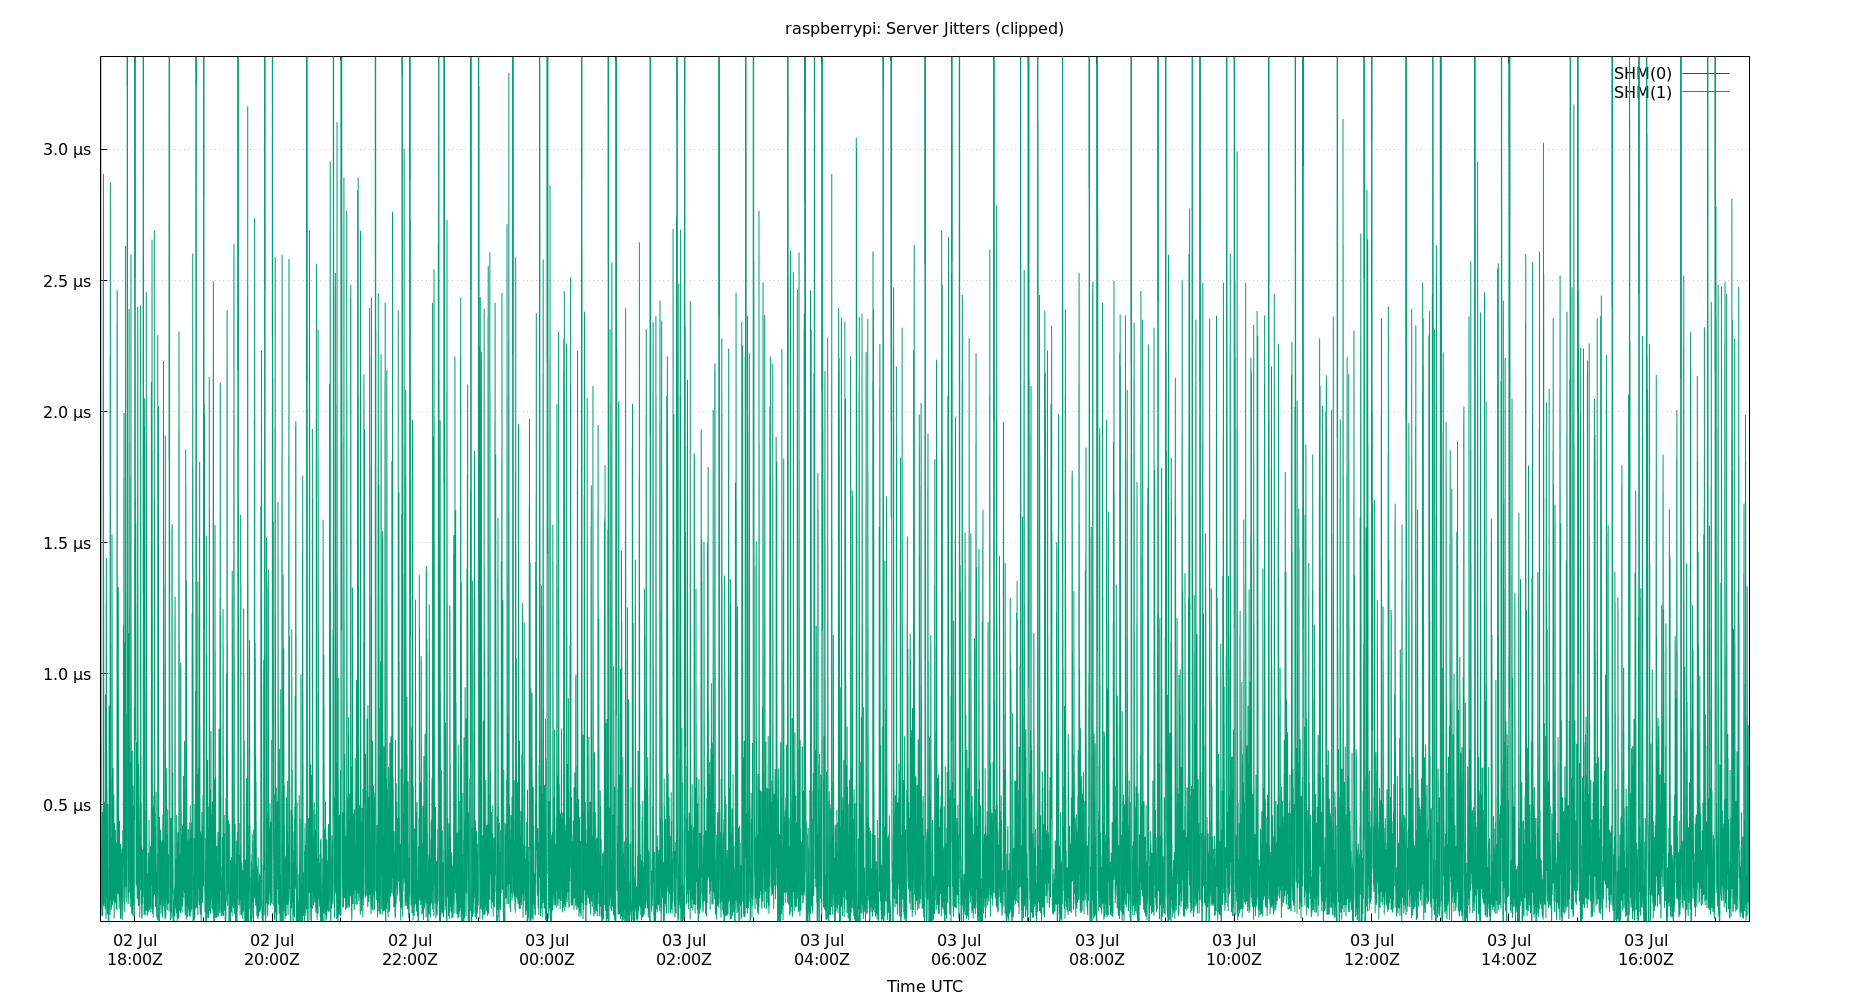 raspberrypi: Server Jitters (clipped)
SHM(0)
SHM(1)
3.0 µs
2.5 µs
2.0 µs
1.5 µs
1.0 µs
0.5 µs
02 Jul 02 Jul 02 Jul 03 Jul 03 Jul 03 Jul 03 Jul 03 Jul 03 Jul 03 Jul 03 Jul 03 Jul
18:00Z 20:00Z 22:00Z 00:00Z 02:00Z 04:00Z 06:00Z 08:00Z 10:00Z 12:00Z 14:00Z 16:00Z
Time UTC